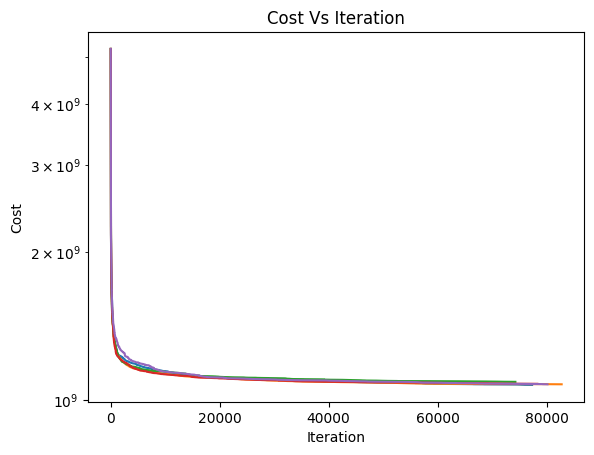 Cost Vs Iteration
Cost
4 × 10⁹
3 × 10⁹
2 × 10⁹
10⁹
0 20000 40000 60000 80000
Iteration